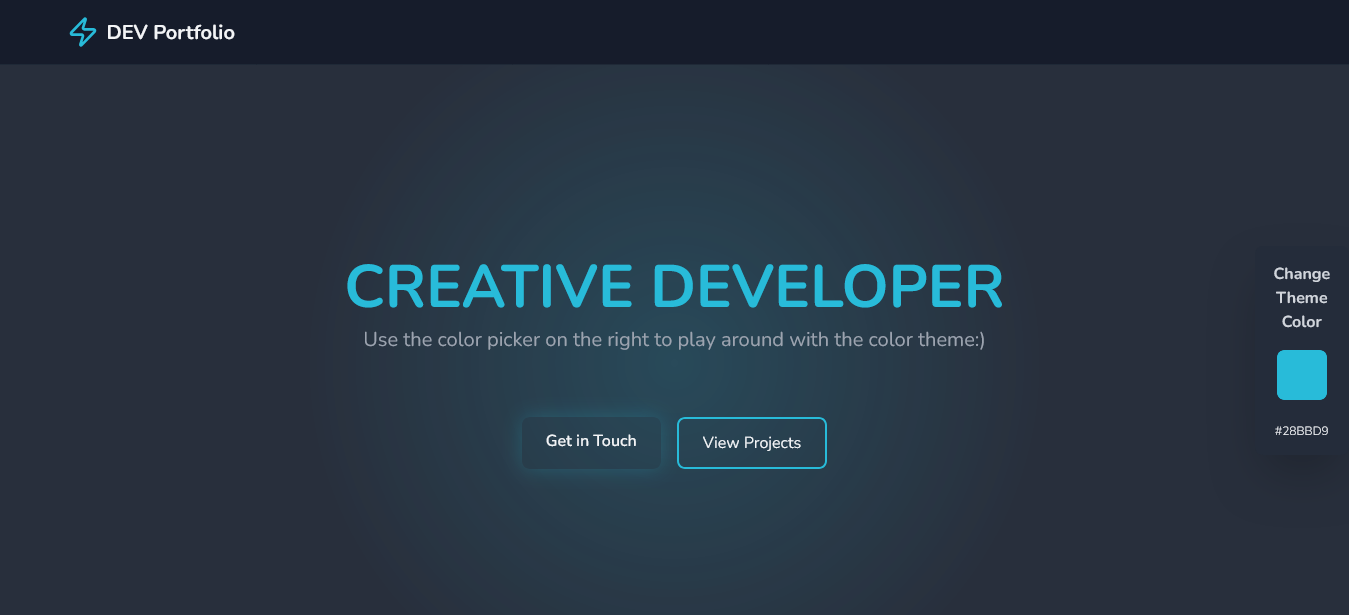 DEV Portfolio
CREATIVE DEVELOPER
Use the color picker on the right to play around with the color theme:)
Get in Touch
View Projects
Change
Theme
Color
#28BBD9